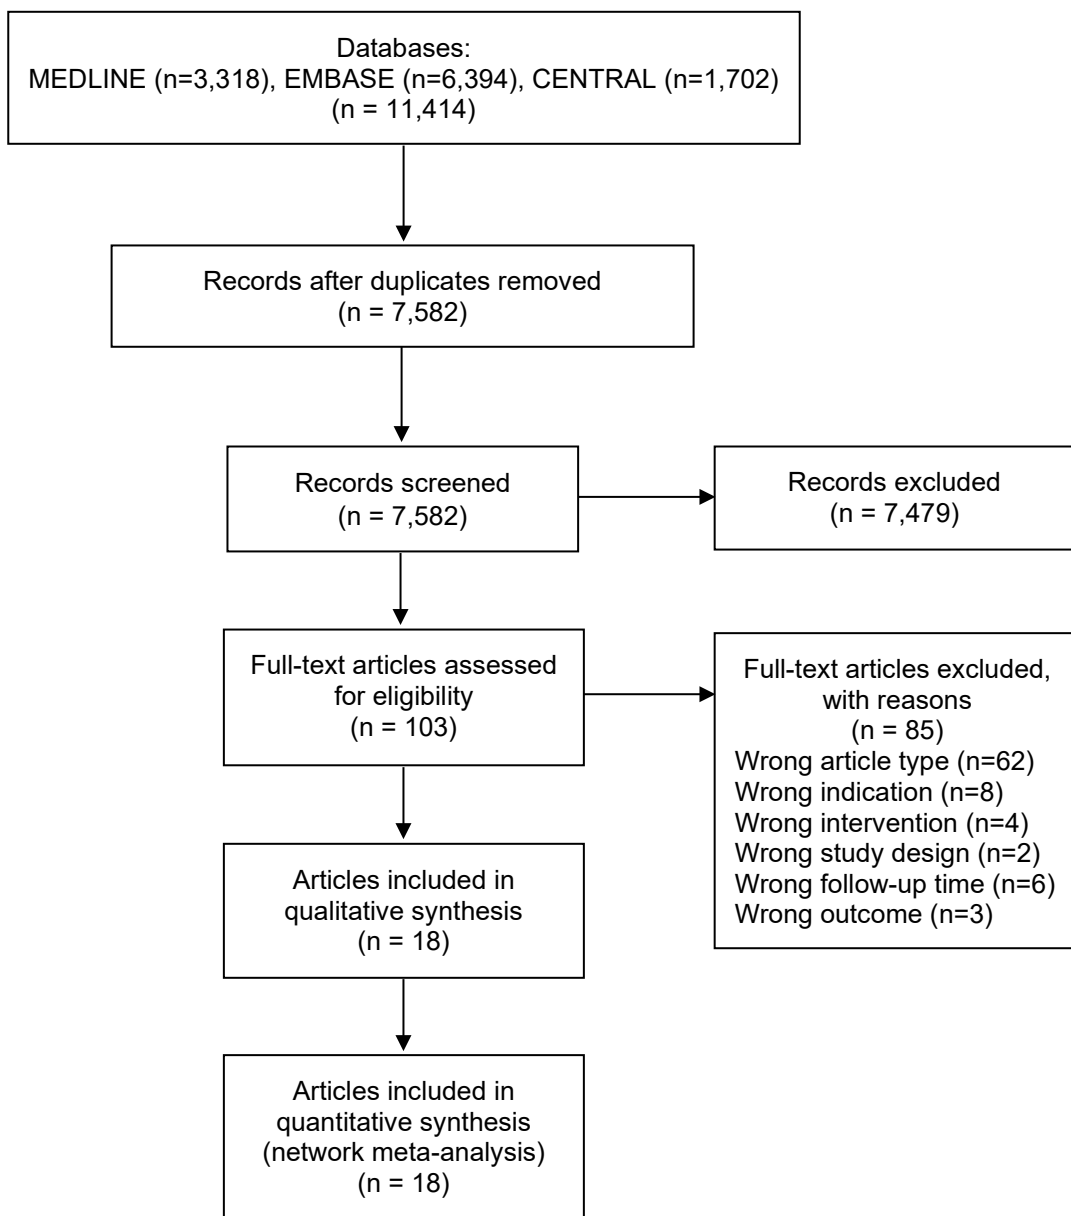 Databases:
MEDLINE (n=3,318), EMBASE (n=6,394), CENTRAL (n=1,702)
(n = 11,414)
Records after duplicates removed
(n = 7,582)
Records screened
(n = 7,582)
Records excluded
(n = 7,479)
Full-text articles assessed
for eligibility
(n = 103)
Full-text articles excluded,
with reasons
(n = 85)
Wrong article type (n=62)
Wrong indication (n=8)
Wrong intervention (n=4)
Wrong study design (n=2)
Wrong follow-up time (n=6)
Wrong outcome (n=3)
Articles included in
qualitative synthesis
(n = 18)
Articles included in
quantitative synthesis
(network meta-analysis)
(n = 18)